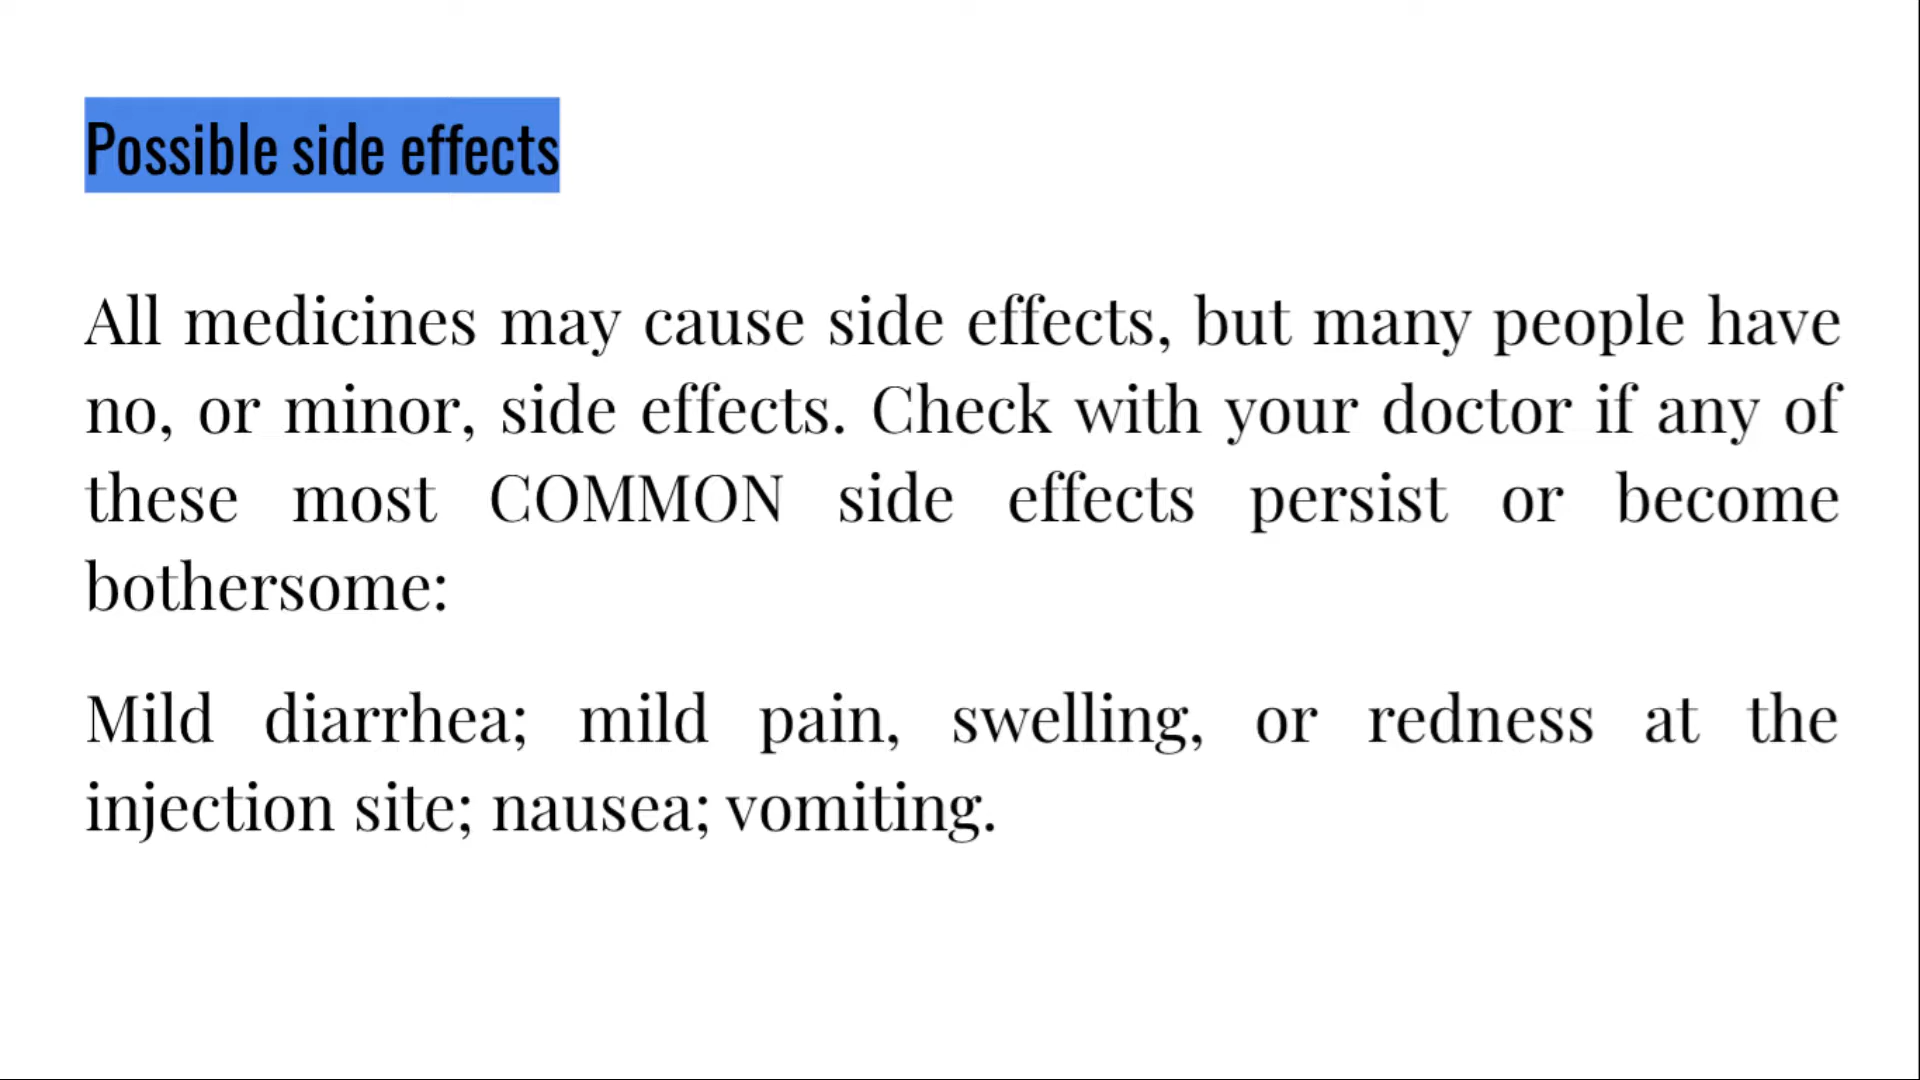 Possible side effects
All medicines may cause side effects, but many people have
no, or minor, side effects. Check with your doctor if any of
these most COMMON side effects persist or become
bothersome:
Mild diarrhea; mild pain, swelling, or redness at the
injection site; nausea; vomiting.